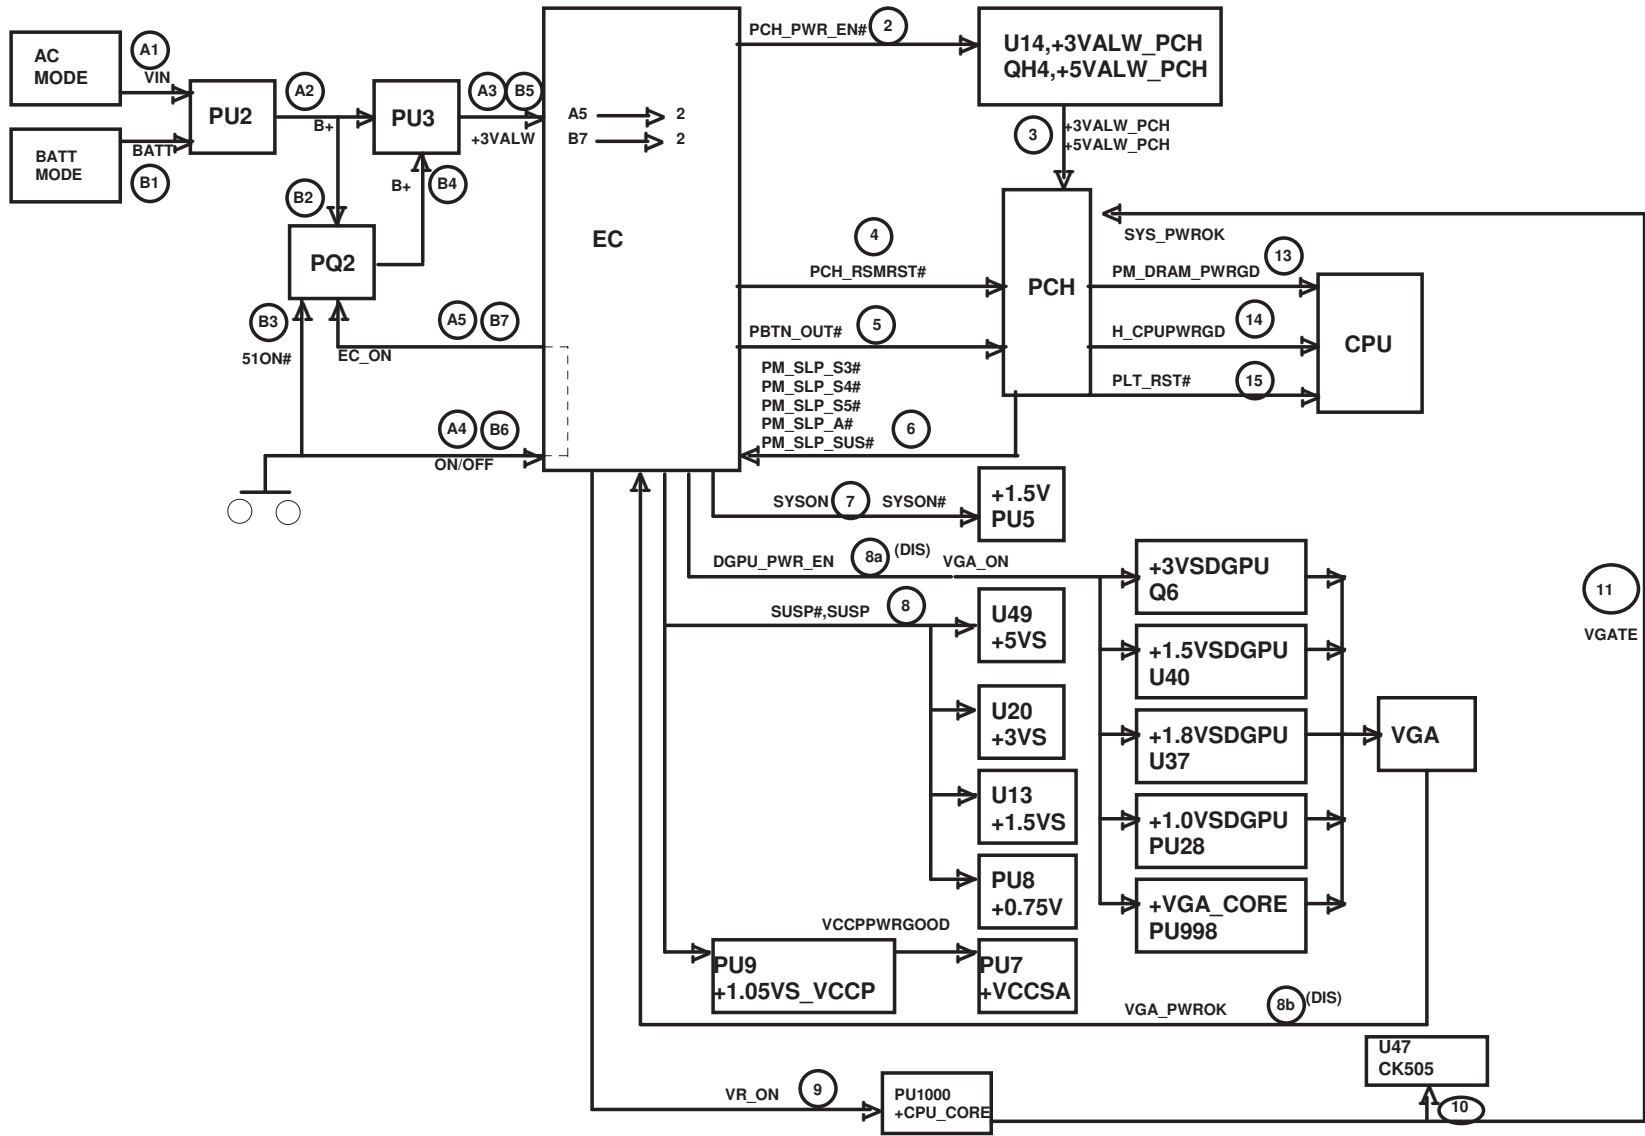 AC
MODE
A1
VIN
BATT
MODE
BATT
B1
PU2
A2
B+
PU3
A3
B5
+3VALW
B2
B+
B4
PQ2
B3
51ON#
A5
B7
EC_ON
A4
B6
ON/OFF
A5
2
B7
2
EC
PCH_PWR_EN#
2
U14,+3VALW_PCH
QH4,+5VALW_PCH
3
+3VALW_PCH
+5VALW_PCH
4
PCH_RSMRST#
PBTN_OUT#
5
PM_SLP_S3#
PM_SLP_S4#
PM_SLP_S5#
PM_SLP_A#
PM_SLP_SUS#
6
PCH
SYS_PWROK
PM_DRAM_PWRGD
13
H_CPUPWRGD
14
PLT_RST#
15
CPU
SYSON
7
SYSON#
+1.5V
PU5
DGPU_PWR_EN
8a
(DIS)
VGA_ON
SUSP#,SUSP
8
U49
+5VS
U20
+3VS
U13
+1.5VS
PU8
+0.75V
+3VSDGPU
Q6
+1.5VSDGPU
U40
+1.8VSDGPU
U37
+1.0VSDGPU
PU28
+VGA_CORE
PU998
VGA
11
VGATE
PU9
+1.05VS_VCCP
VCCPPWRGOOD
PU7
+VCCSA
VGA_PWROK
8b
(DIS)
U47
CK505
10
VR_ON
9
PU1000
+CPU_CORE